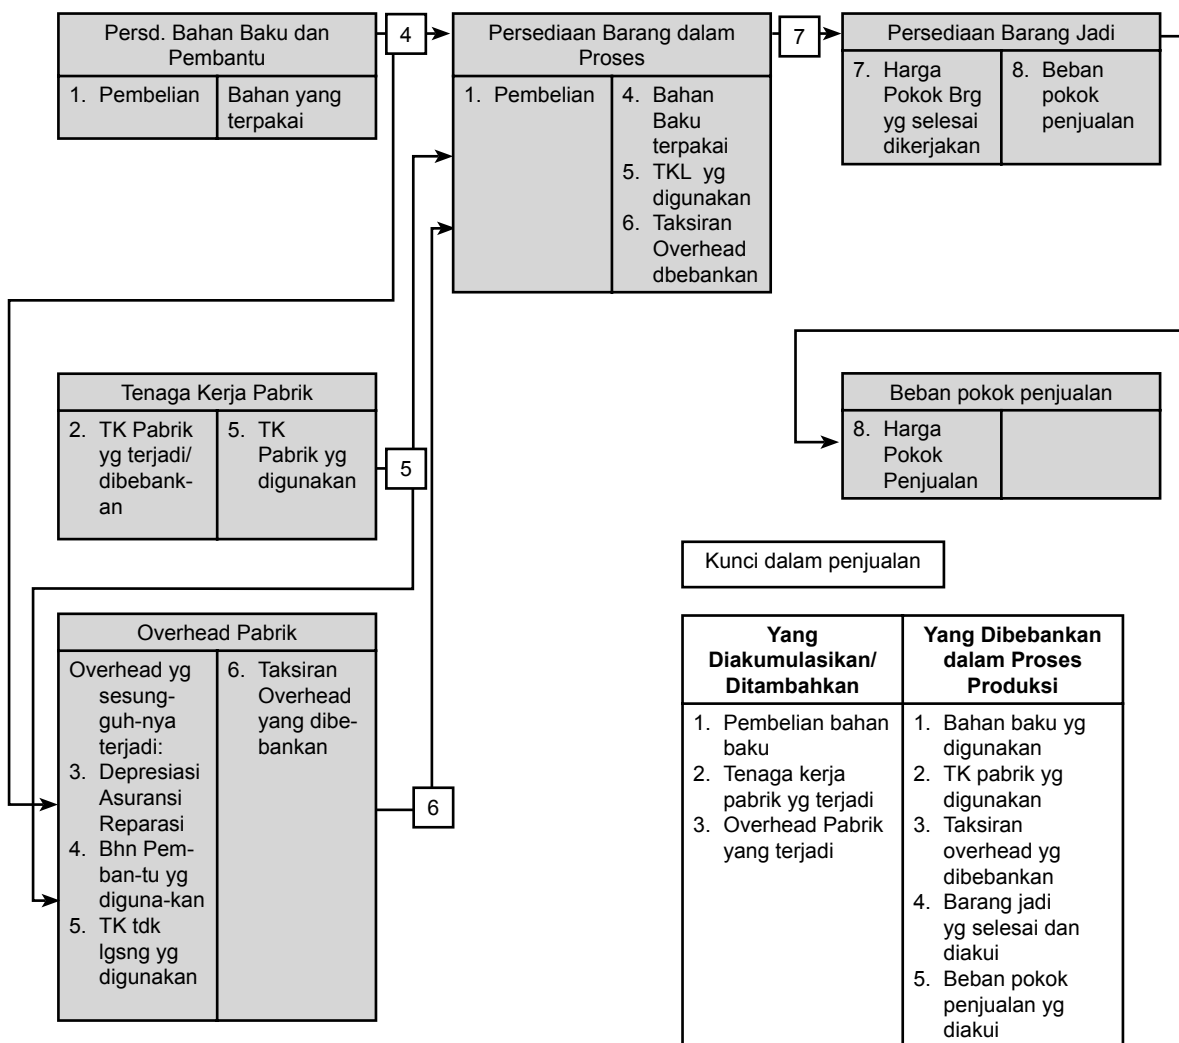 Persd. Bahan Baku dan
Pembantu
1. Pembelian
Bahan yang
terpakai
4
Persediaan Barang dalam
Proses
1. Pembelian
4. Bahan
Baku
terpakai
5. TKL yg
digunakan
6. Taksiran
Overhead
dbebankan
7
Persediaan Barang Jadi
7. Harga
Pokok Brg
yg selesai
dikerjakan
8. Beban
pokok
penjualan
Tenaga Kerja Pabrik
2. TK Pabrik
yg terjadi/
dibebank-
an
5. TK
Pabrik yg
digunakan
5
Beban pokok penjualan
8. Harga
Pokok
Penjualan
Overhead Pabrik
Overhead yg
sesung-
guh-nya
terjadi:
3. Depresiasi
Asuransi
Reparasi
4. Bhn Pem-
ban-tu yg
diguna-kan
5. TK tdk
lgsng yg
digunakan
6. Taksiran
Overhead
yang dibe-
bankan
6
Kunci dalam penjualan
Yang
Diakumulasikan/
Ditambahkan
1. Pembelian bahan
baku
2. Tenaga kerja
pabrik yg terjadi
3. Overhead Pabrik
yang terjadi
Yang Dibebankan
dalam Proses
Produksi
1. Bahan baku yg
digunakan
2. TK pabrik yg
digunakan
3. Taksiran
overhead yg
dibebankan
4. Barang jadi
yg selesai dan
diakui
5. Beban pokok
penjualan yg
diakui